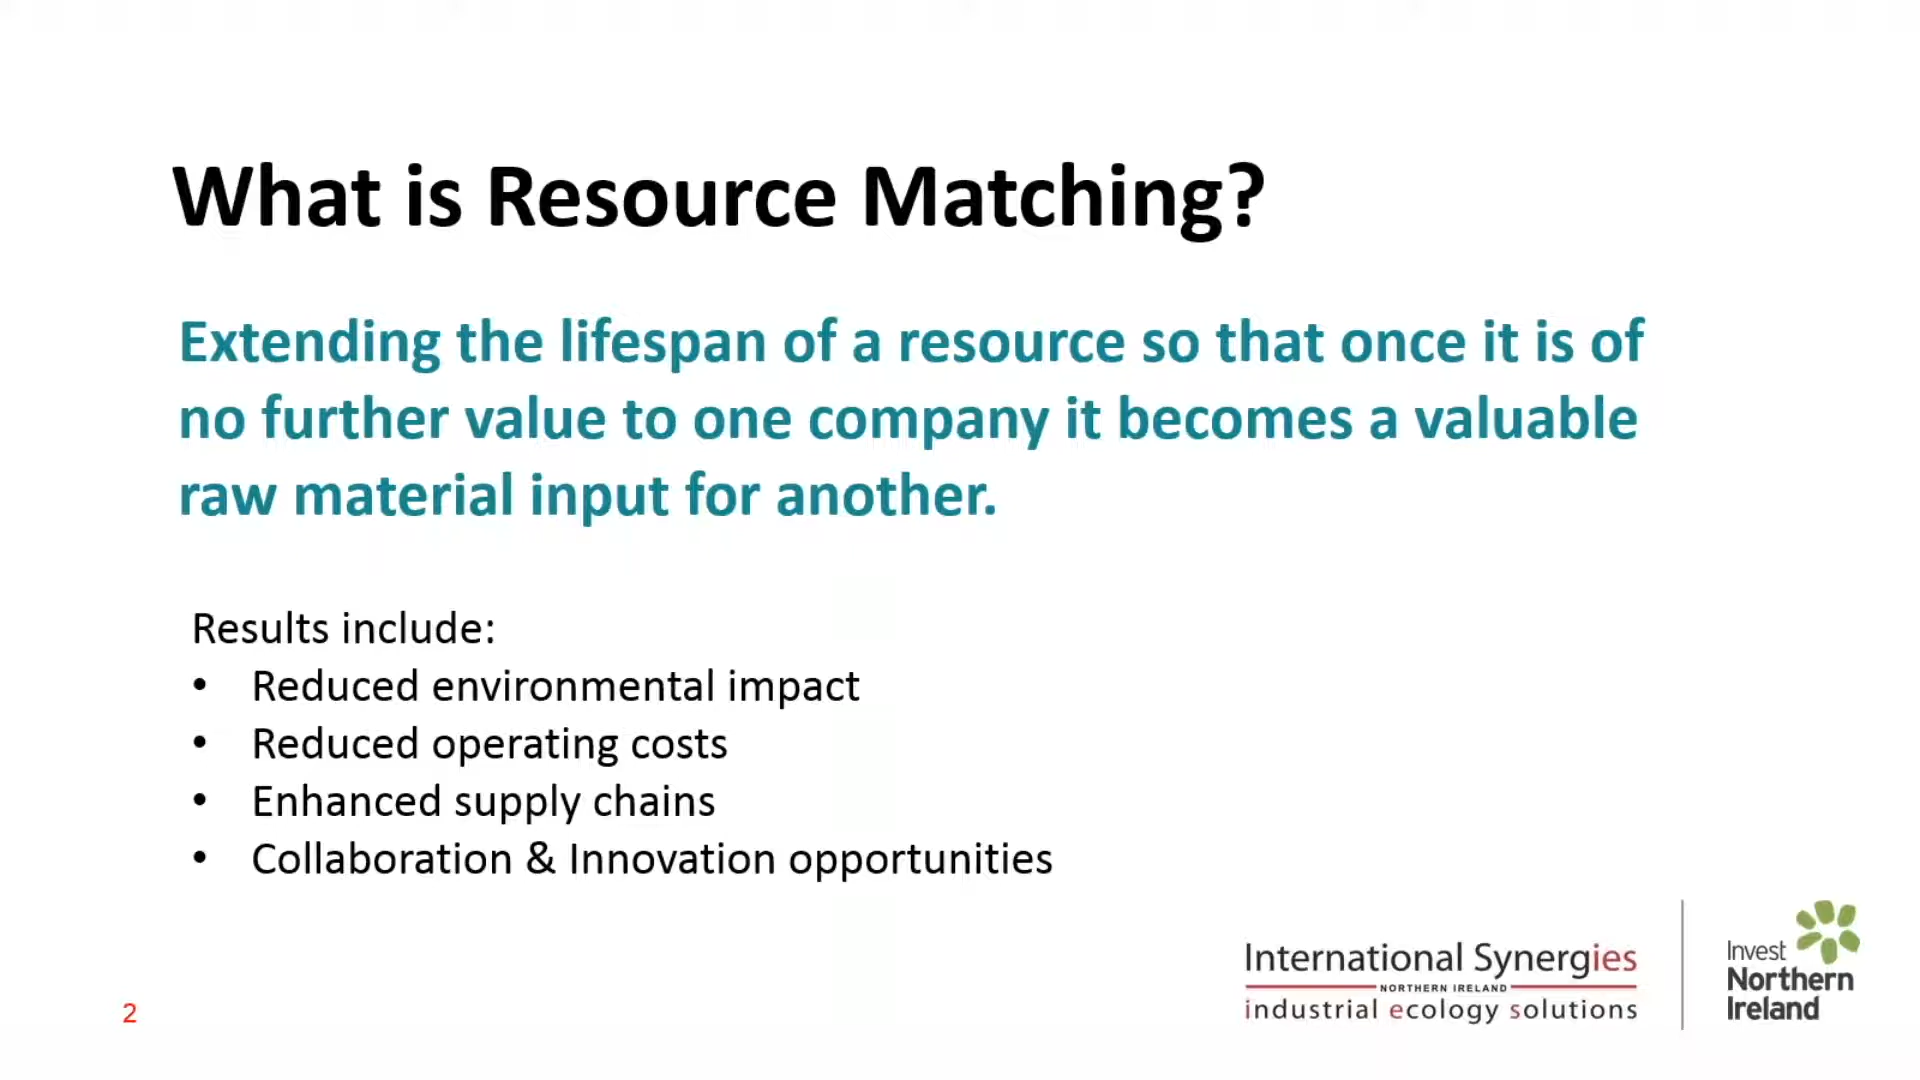 What is Resource Matching?
Extending the lifespan of a resource so that once it is of
no further value to one company it becomes a valuable
raw material input for another.
Results include:
• Reduced environmental impact
• Reduced operating costs
• Enhanced supply chains
• Collaboration & Innovation opportunities
International Synergies
NORTHERN IRELAND
industrial ecology solutions
Invest
Northern
Ireland
2